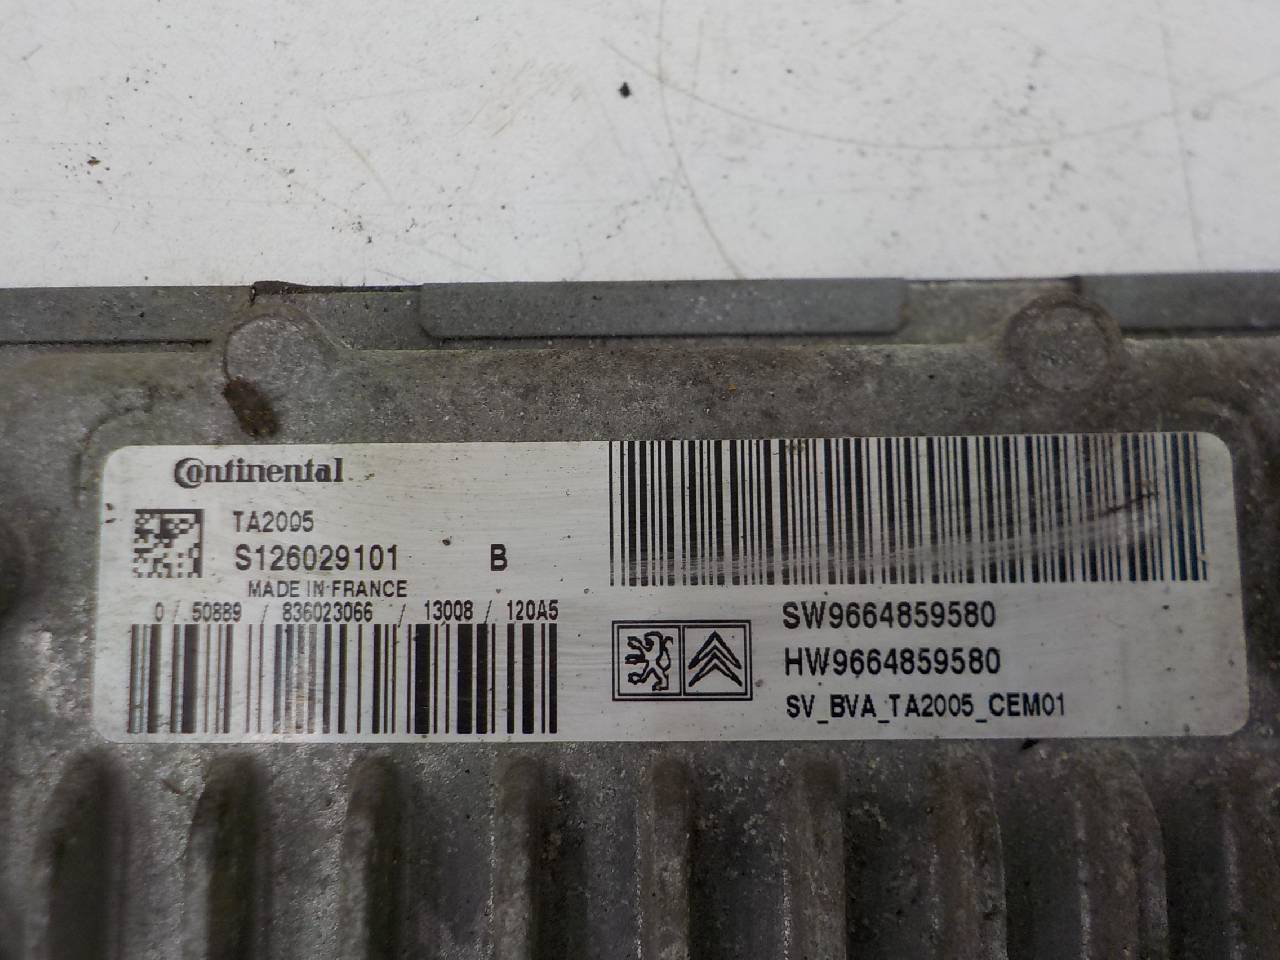 Continental
TA2005
S126029101 B
MADE IN FRANCE
0 / 50889 / 836023066 / 13008 / 120A5
SW9664859580
HW9664859580
SV_BVA_TA2005_CEM01